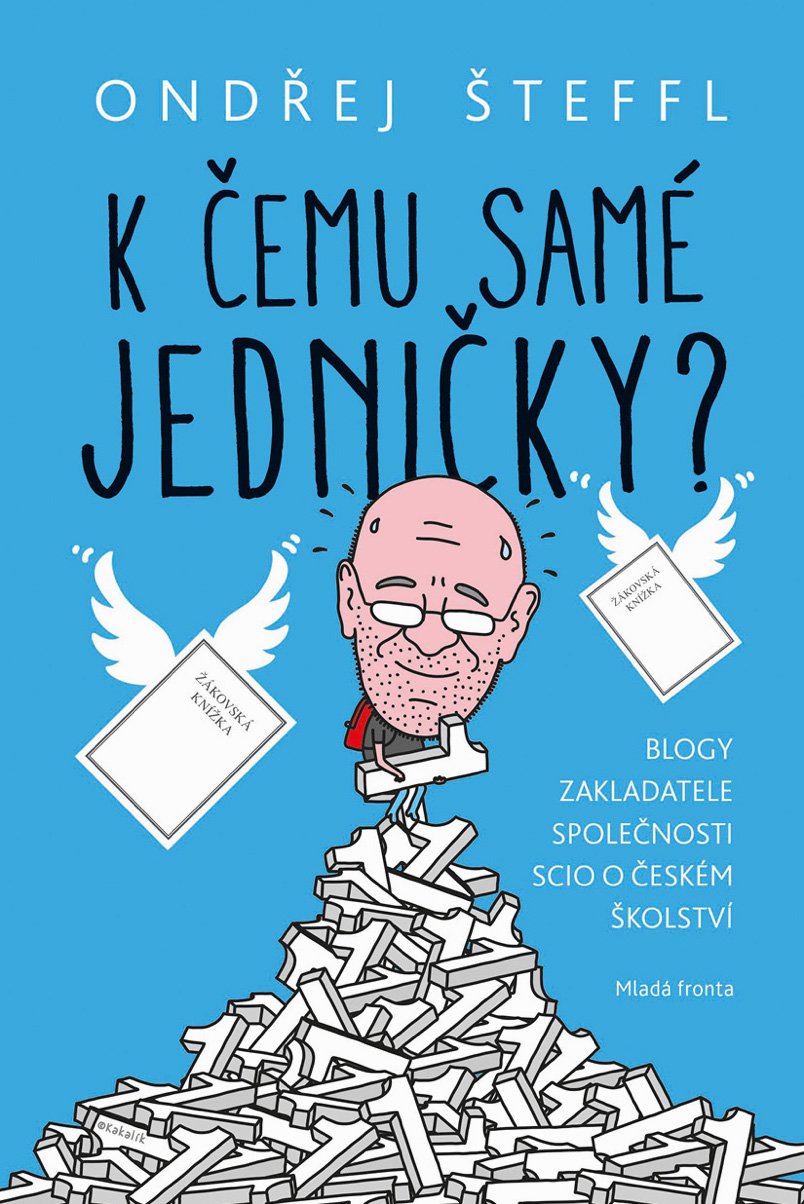 ONDŘEJ ŠTEFFL
K ČEMU SAMÉ
JEDNIČKY?
ŽÁKOVSKÁ
KNÍŽKA
ŽÁKOVSKÁ
KNÍŽKA
BLOGY
ZAKLADATELE
SPOLEČNOSTI
SCIO O ČESKÉM
ŠKOLSTVÍ
Mladá fronta
©Kakalík